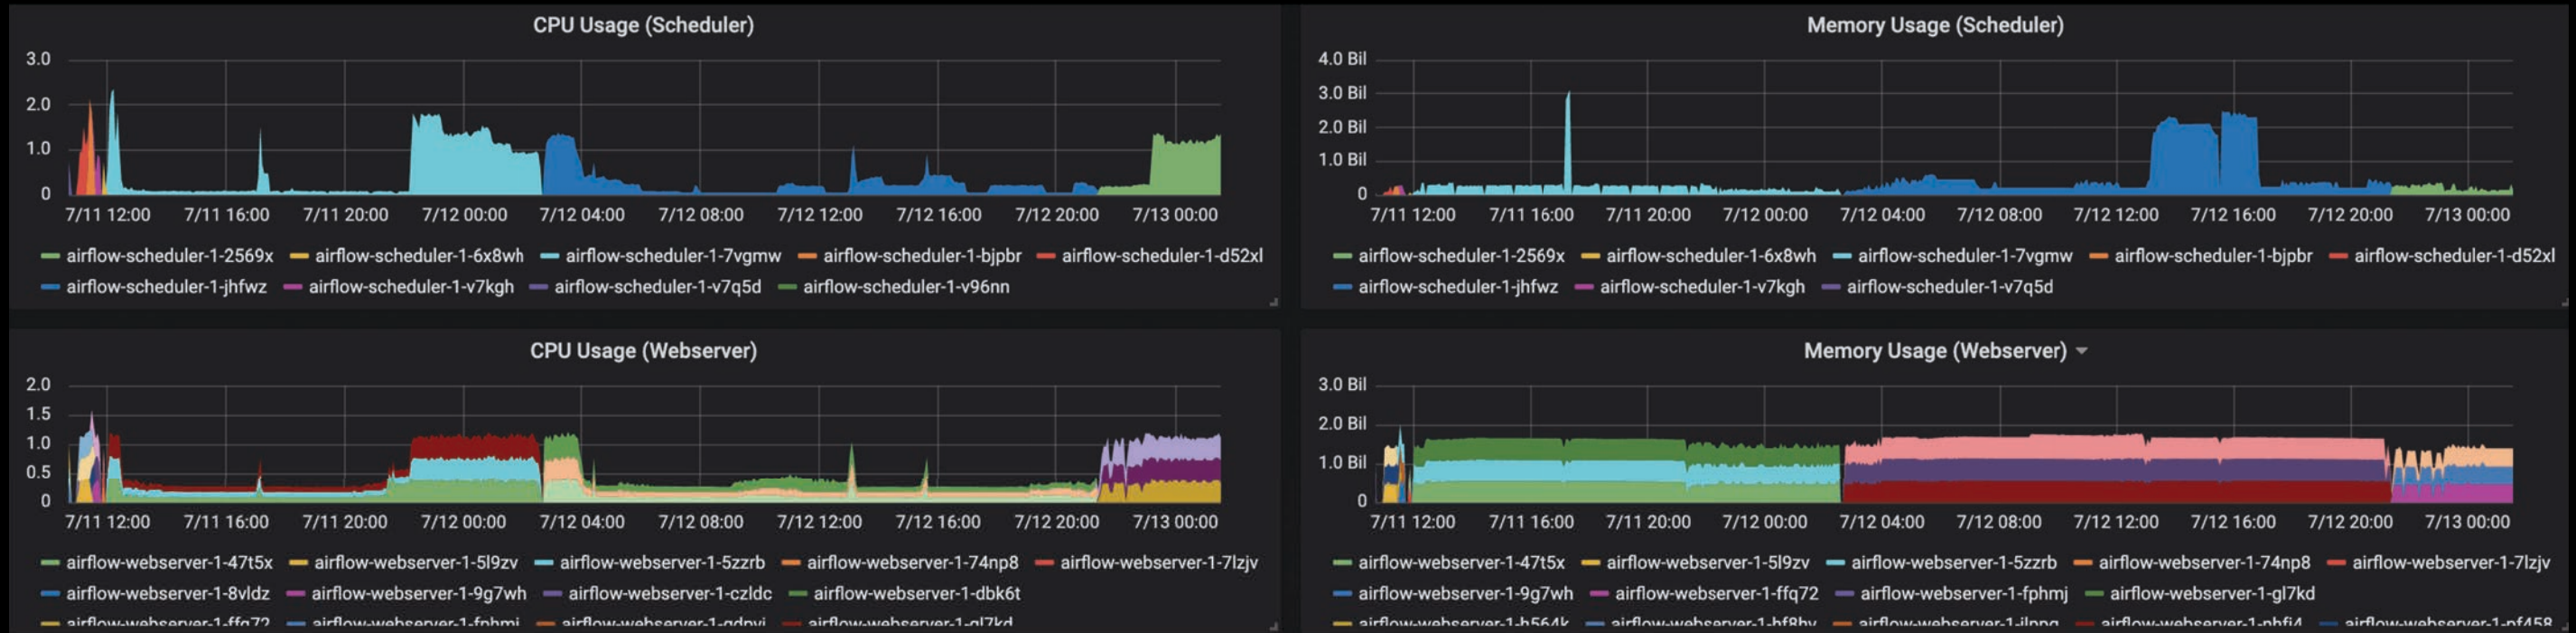 CPU Usage (Scheduler)
3.0
2.0
1.0
0
7/11 12:00 7/11 16:00 7/11 20:00 7/12 00:00 7/12 04:00 7/12 08:00 7/12 12:00 7/12 16:00 7/12 20:00 7/13 00:00
airflow-scheduler-1-2569x airflow-scheduler-1-6x8wh airflow-scheduler-1-7vgmw airflow-scheduler-1-bjpbr airflow-scheduler-1-d52xl
airflow-scheduler-1-jhfwz airflow-scheduler-1-v7kgh airflow-scheduler-1-v7q5d airflow-scheduler-1-v96nn
Memory Usage (Scheduler)
4.0 Bil
3.0 Bil
2.0 Bil
1.0 Bil
0
7/11 12:00 7/11 16:00 7/11 20:00 7/12 00:00 7/12 04:00 7/12 08:00 7/12 12:00 7/12 16:00 7/12 20:00 7/13 00:00
airflow-scheduler-1-2569x airflow-scheduler-1-6x8wh airflow-scheduler-1-7vgmw airflow-scheduler-1-bjpbr airflow-scheduler-1-d52xl
airflow-scheduler-1-jhfwz airflow-scheduler-1-v7kgh airflow-scheduler-1-v7q5d
CPU Usage (Webserver)
2.0
1.5
1.0
0.5
0
7/11 12:00 7/11 16:00 7/11 20:00 7/12 00:00 7/12 04:00 7/12 08:00 7/12 12:00 7/12 16:00 7/12 20:00 7/13 00:00
airflow-webserver-1-47t5x airflow-webserver-1-5l9zv airflow-webserver-1-5zzrb airflow-webserver-1-74np8 airflow-webserver-1-7lzjv
airflow-webserver-1-8vldz airflow-webserver-1-9g7wh airflow-webserver-1-czldc airflow-webserver-1-dbk6t
airflow-webserver-1-ffq72 airflow-webserver-1-fphmj airflow-webserver-1-gl7kd
Memory Usage (Webserver)
3.0 Bil
2.0 Bil
1.0 Bil
0
7/11 12:00 7/11 16:00 7/11 20:00 7/12 00:00 7/12 04:00 7/12 08:00 7/12 12:00 7/12 16:00 7/12 20:00 7/13 00:00
airflow-webserver-1-47t5x airflow-webserver-1-5l9zv airflow-webserver-1-5zzrb airflow-webserver-1-74np8 airflow-webserver-1-7lzjv
airflow-webserver-1-9g7wh airflow-webserver-1-ffq72 airflow-webserver-1-fphmj airflow-webserver-1-gl7kd
airflow-webserver-1-h564k